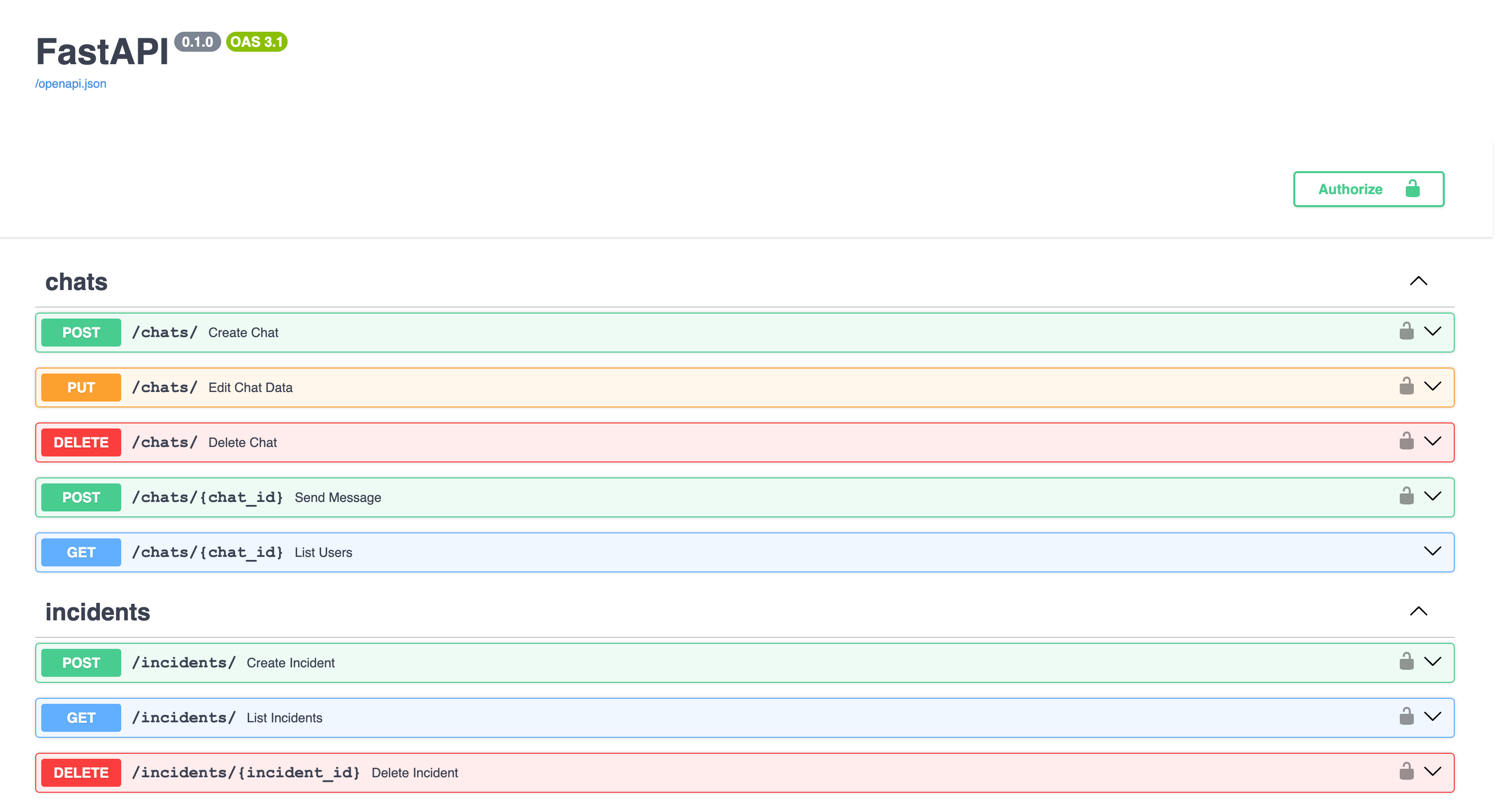 FastAPI 0.1.0 OAS 3.1
/openapi.json
Authorize
chats
POST /chats/ Create Chat
PUT /chats/ Edit Chat Data
DELETE /chats/ Delete Chat
POST /chats/{chat_id} Send Message
GET /chats/{chat_id} List Users
incidents
POST /incidents/ Create Incident
GET /incidents/ List Incidents
DELETE /incidents/{incident_id} Delete Incident